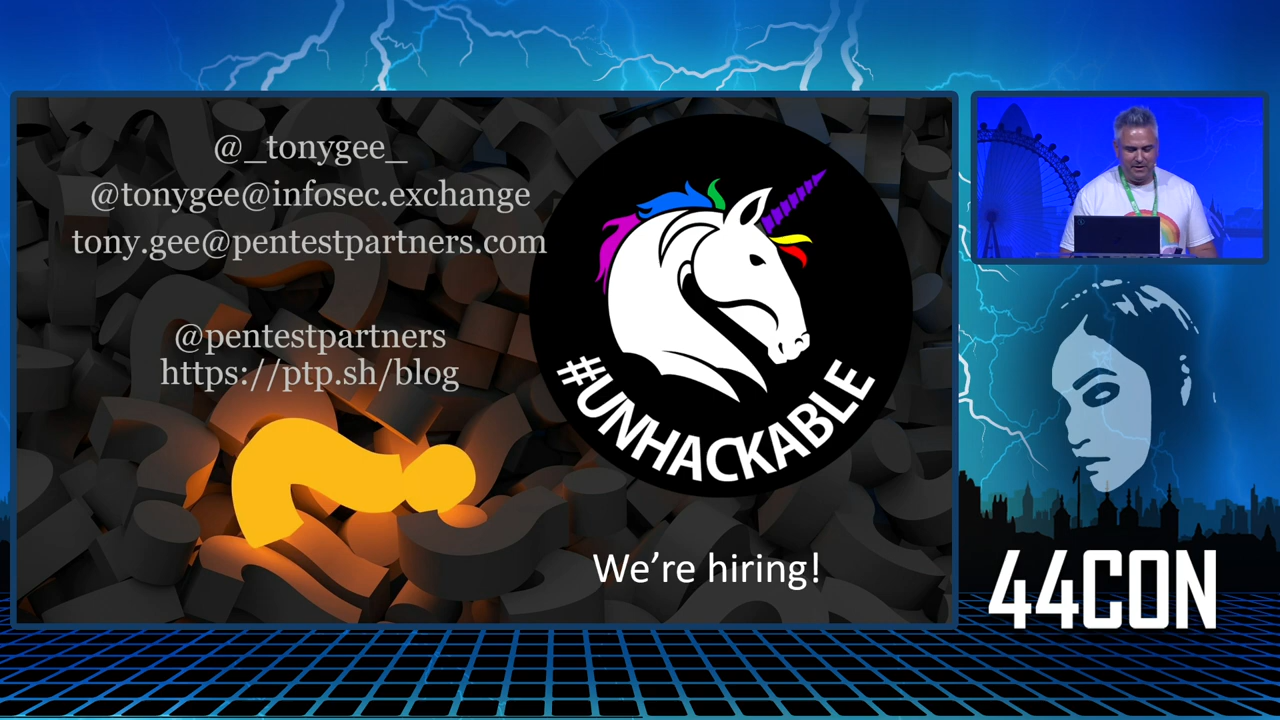 @_tonygee_
@tonygee@infosec.exchange
tony.gee@pentestpartners.com
@pentestpartners
https://ptp.sh/blog
#UNHACKABLE
We’re hiring!
44CON